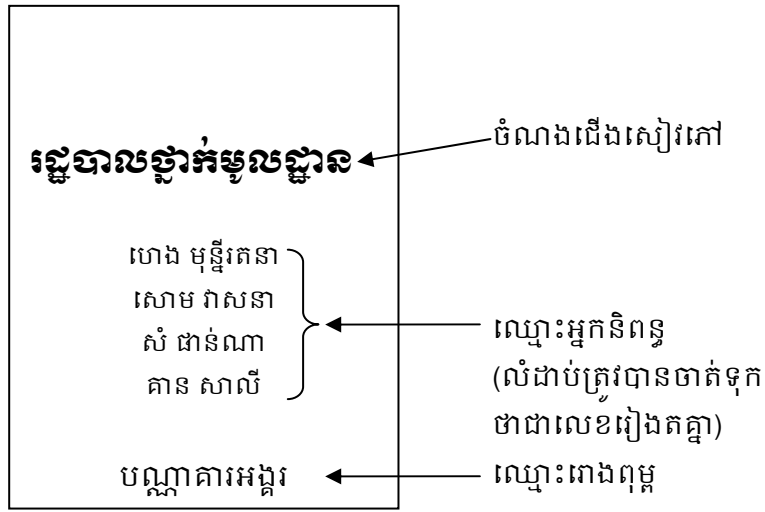 ចំណងជើងសៀវភៅ
រដ្ឋបាលថ្នាក់មូលដ្ឋាន
ហេង មុន្នីរតនា
សោម វាសនា
សំ ផាន់ណា
គាន សាលី
ឈ្មោះអ្នកនិពន្ធ
(លំដាប់ត្រូវបានចាត់ទុក
ថាជាលេខរៀងតគ្នា)
បណ្ណាគារអង្គរ
ឈ្មោះរោងពុម្ព